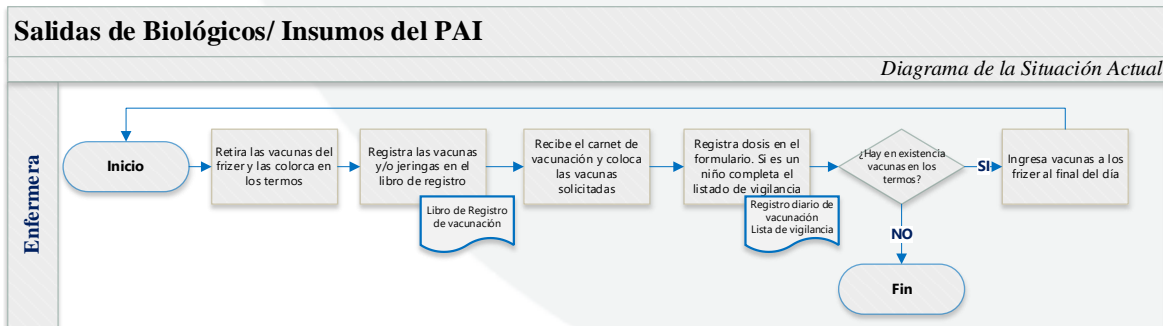 Salidas de Biológicos/ Insumos del PAI
Diagrama de la Situación Actual
Enfermera
Inicio
Retira las vacunas del
frizer y las colorca en
los termos
Registra las vacunas
y/o jeringas en el
libro de registro
Libro de Registro
de vacunación
Recibe el carnet de
vacunación y coloca
las vacunas
solicitadas
Registra dosis en el
formulario. Si es un
niño completa el
listado de vigilancia
Registro diario de
vacunación
Lista de vigilancia
¿Hay en existencia
vacunas en los
termos?
SI
Ingresa vacunas a los
frizer al final del día
NO
Fin